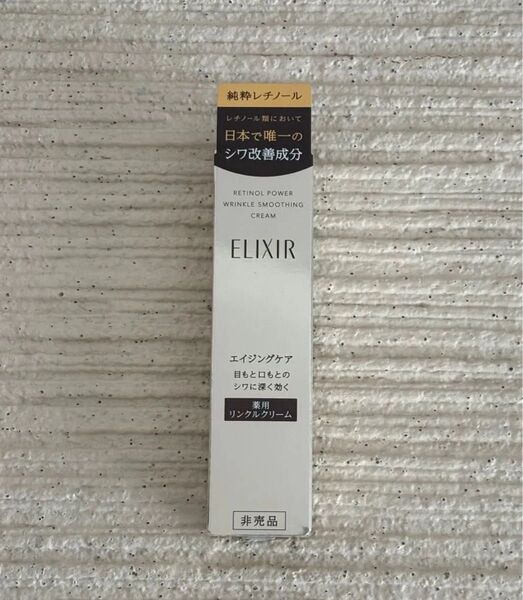 純粋レチノール
レチノール類において
日本で唯一の
シワ改善成分
RETINOL POWER
WRINKLE SMOOTHING
CREAM
ELIXIR
エイジングケア
目もと口もとの
シワに深く効く
薬用
リンクルクリーム
非売品